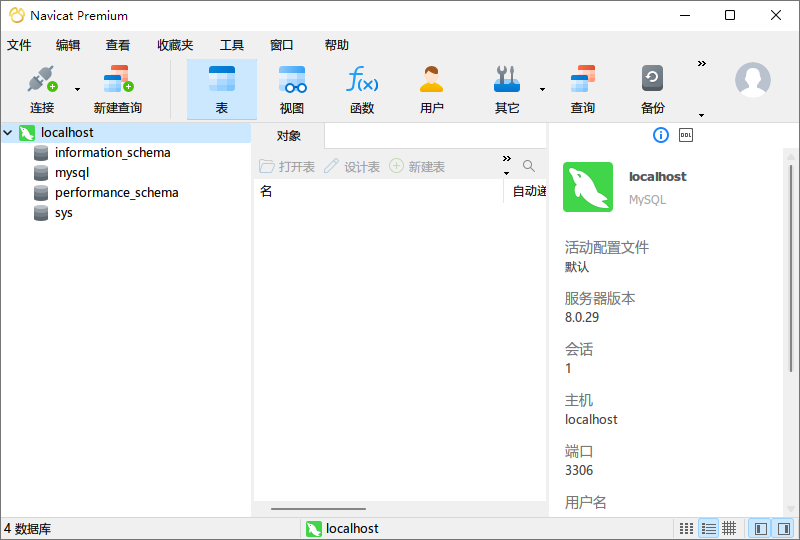 Navicat Premium
文件 编辑 查看 收藏夹 工具 窗口 帮助
连接 新建查询 表 视图 函数 用户 其它 查询 备份
localhost
information_schema
mysql
performance_schema
sys
对象
打开表 设计表 新建表
名 自动递
DDL
localhost
MySQL
活动配置文件
默认
服务器版本
8.0.29
会话
1
主机
localhost
端口
3306
用户名
4 数据库 localhost